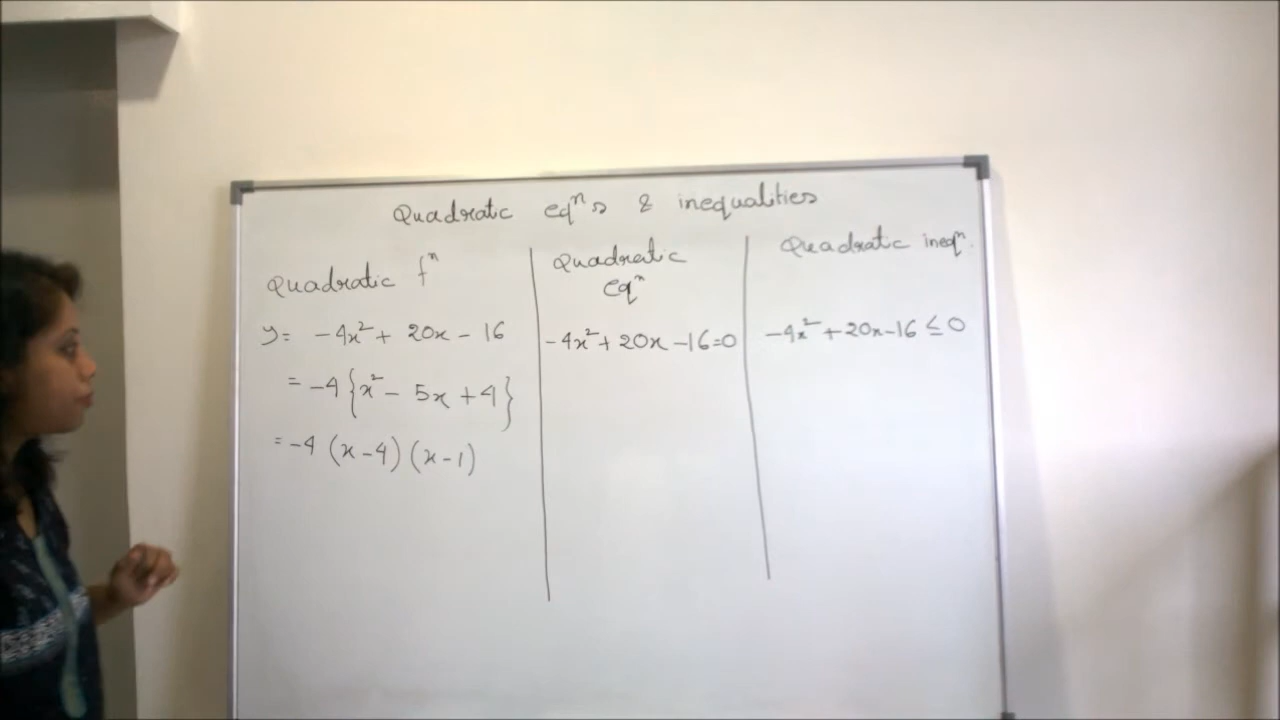 Quadratic eqⁿs & inequalities
Quadratic fⁿ
y = -4x² + 20x - 16
= -4{x² - 5x + 4}
= -4 (x-4) (x-1)
Quadratic
eqⁿ
-4x² + 20x - 16 = 0
Quadratic ineqⁿ.
-4x² + 20x - 16 ≤ 0